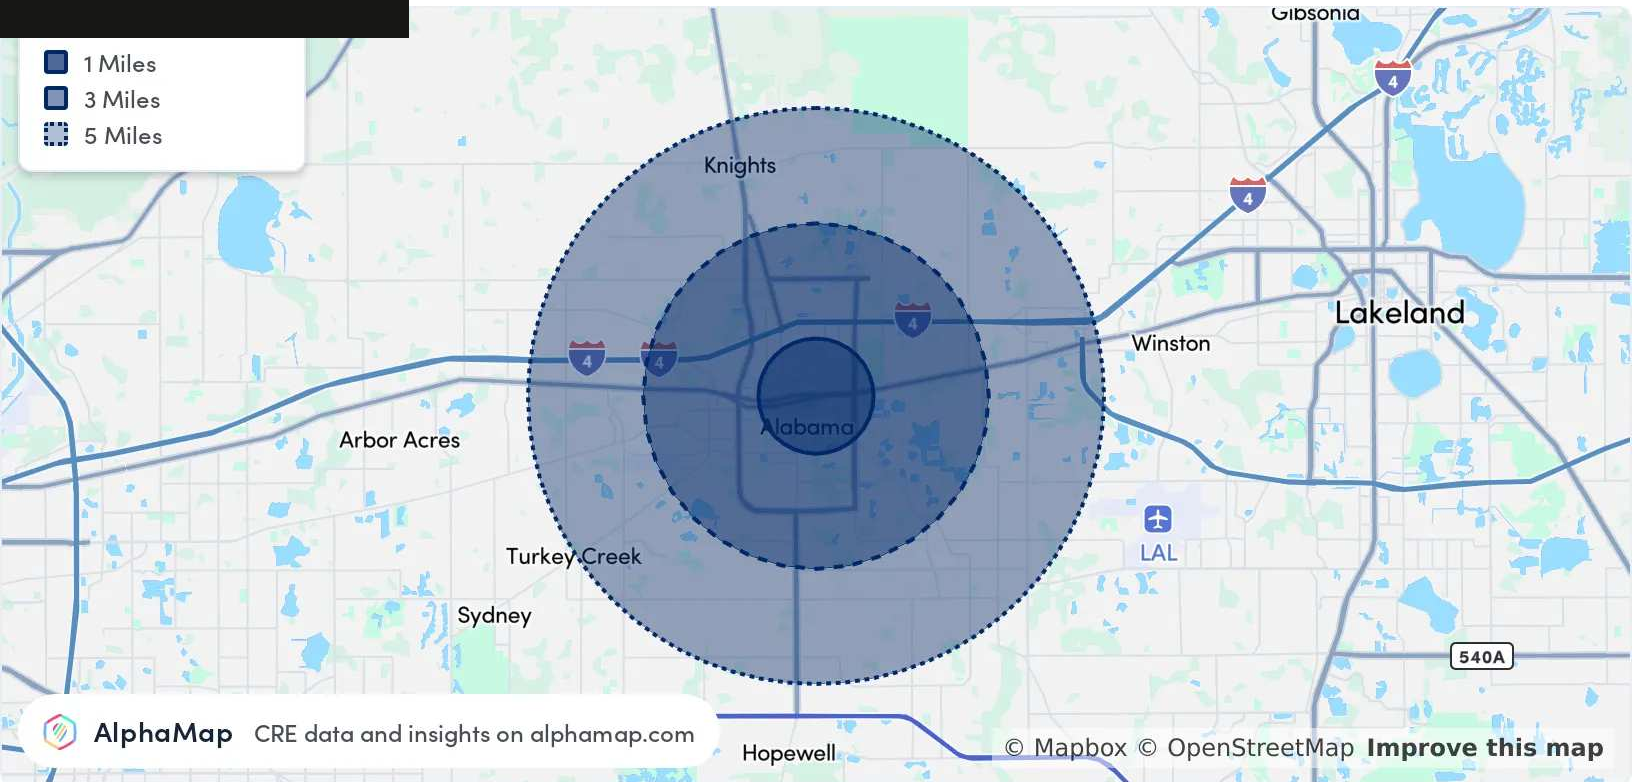 Gibsonia
4
1 Miles
3 Miles
5 Miles
Knights
4
4
Lakeland
Winston
4
4
Alabama
Arbor Acres
LAL
Turkey Creek
Sydney
540A
AlphaMap CRE data and insights on alphamap.com
Hopewell
© Mapbox © OpenStreetMap Improve this map